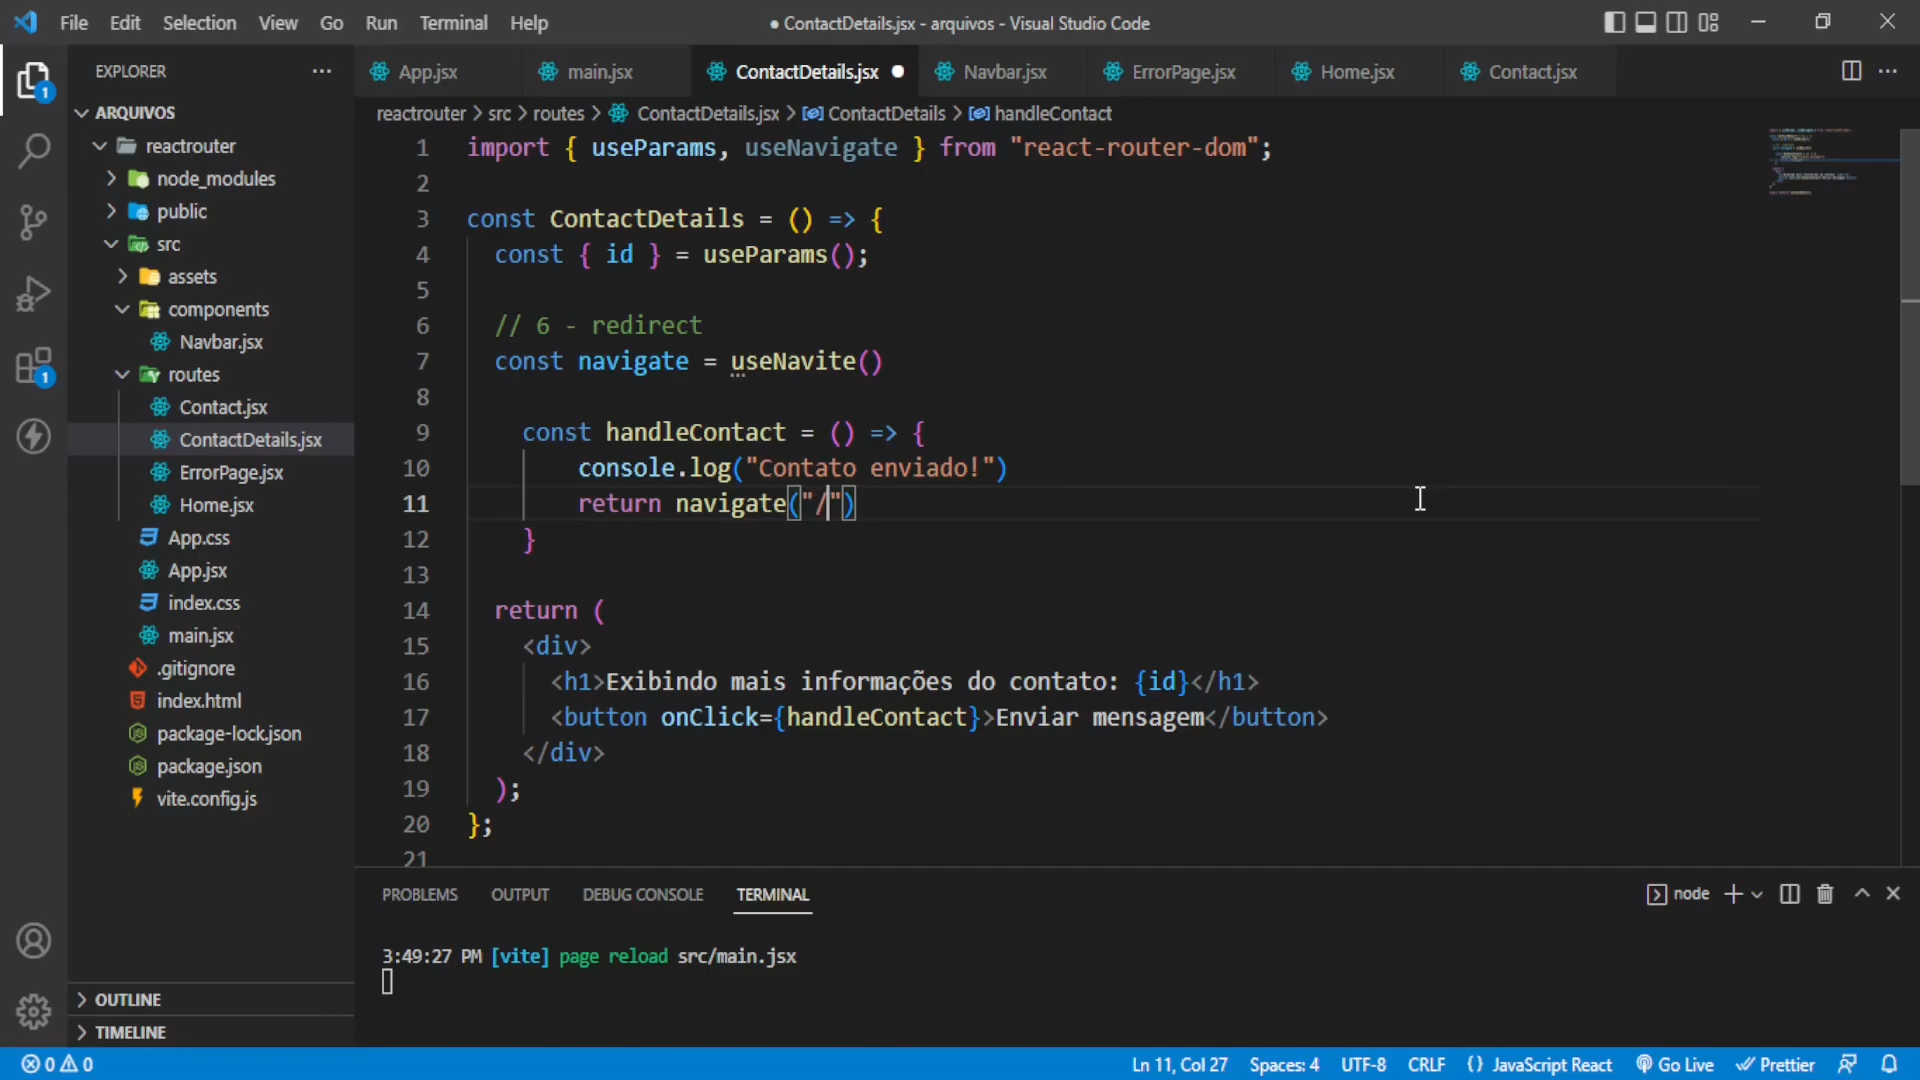 File Edit Selection View Go Run Terminal Help
● ContactDetails.jsx - arquivos - Visual Studio Code
EXPLORER
ARQUIVOS
reactrouter
node_modules
public
src
assets
components
Navbar.jsx
routes
Contact.jsx
ContactDetails.jsx
ErrorPage.jsx
Home.jsx
App.css
App.jsx
index.css
main.jsx
.gitignore
index.html
package-lock.json
package.json
vite.config.js
OUTLINE
TIMELINE
1
1
App.jsx main.jsx ContactDetails.jsx Navbar.jsx ErrorPage.jsx Home.jsx Contact.jsx
reactrouter > src > routes > ContactDetails.jsx > ContactDetails > handleContact
1 import { useParams, useNavigate } from "react-router-dom";
2
3 const ContactDetails = () => {
4 const { id } = useParams();
5
6 // 6 - redirect
7 const navigate = useNavite()
8
9 const handleContact = () => {
10 console.log("Contato enviado!")
11 return navigate("/")
12 }
13
14 return (
15 <div>
16 <h1>Exibindo mais informações do contato: {id}</h1>
17 <button onClick={handleContact}>Enviar mensagem</button>
18 </div>
19 );
20 };
21
PROBLEMS OUTPUT DEBUG CONSOLE TERMINAL
node
3:49:27 PM [vite] page reload src/main.jsx
0 0
Ln 11, Col 27 Spaces: 4 UTF-8 CRLF {} JavaScript React Go Live Prettier